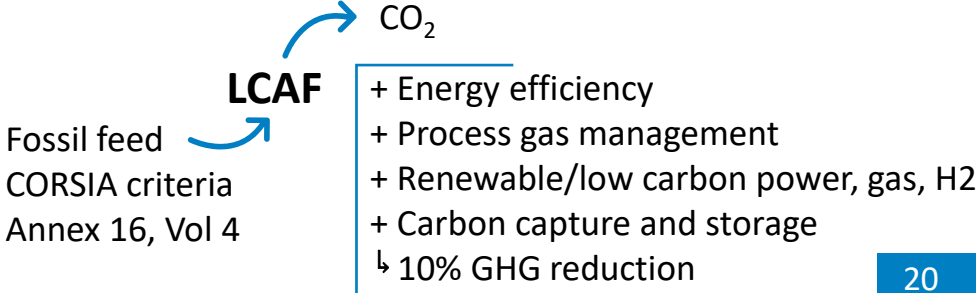 CO₂
LCAF
Fossil feed
CORSIA criteria
Annex 16, Vol 4
+ Energy efficiency
+ Process gas management
+ Renewable/low carbon power, gas, H2
+ Carbon capture and storage
↳ 10% GHG reduction
20